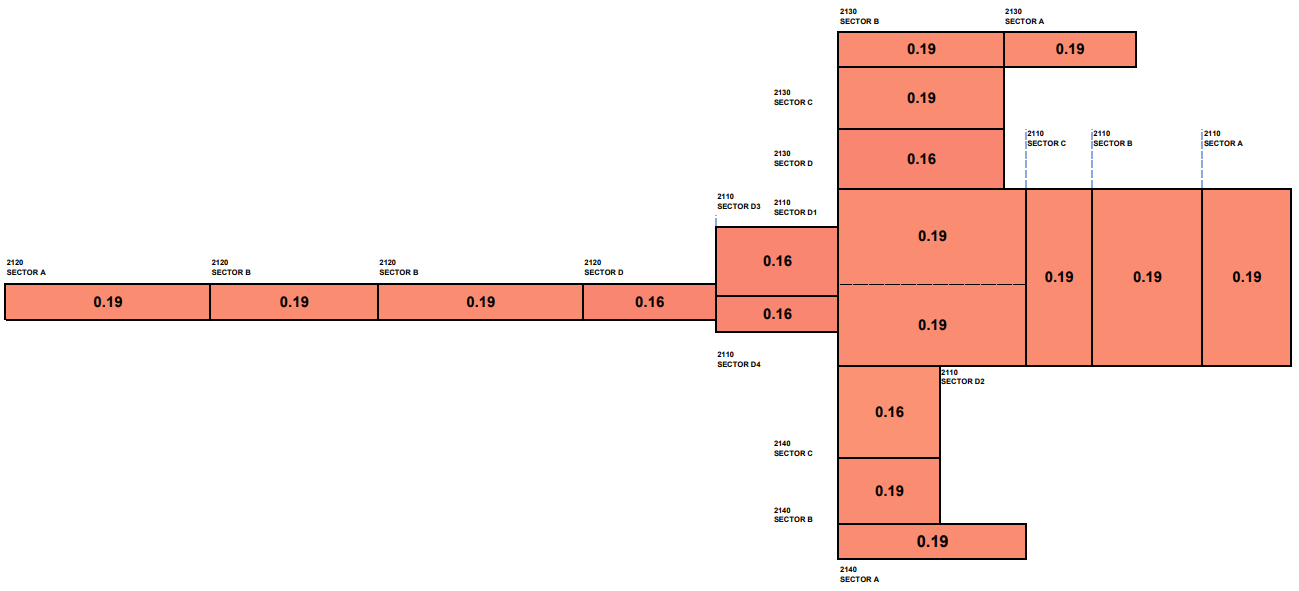 2130
SECTOR B
2130
SECTOR A
0.19
0.19
2130
SECTOR C
0.19
2130
SECTOR D
0.16
2110
SECTOR C
2110
SECTOR B
2110
SECTOR A
2110
SECTOR D3
2110
SECTOR D1
0.19
0.16
0.19
0.19
0.19
2120
SECTOR A
2120
SECTOR B
2120
SECTOR B
2120
SECTOR D
0.19
0.19
0.19
0.16
0.16
0.19
2110
SECTOR D4
2110
SECTOR D2
0.16
2140
SECTOR C
0.19
2140
SECTOR B
0.19
2140
SECTOR A